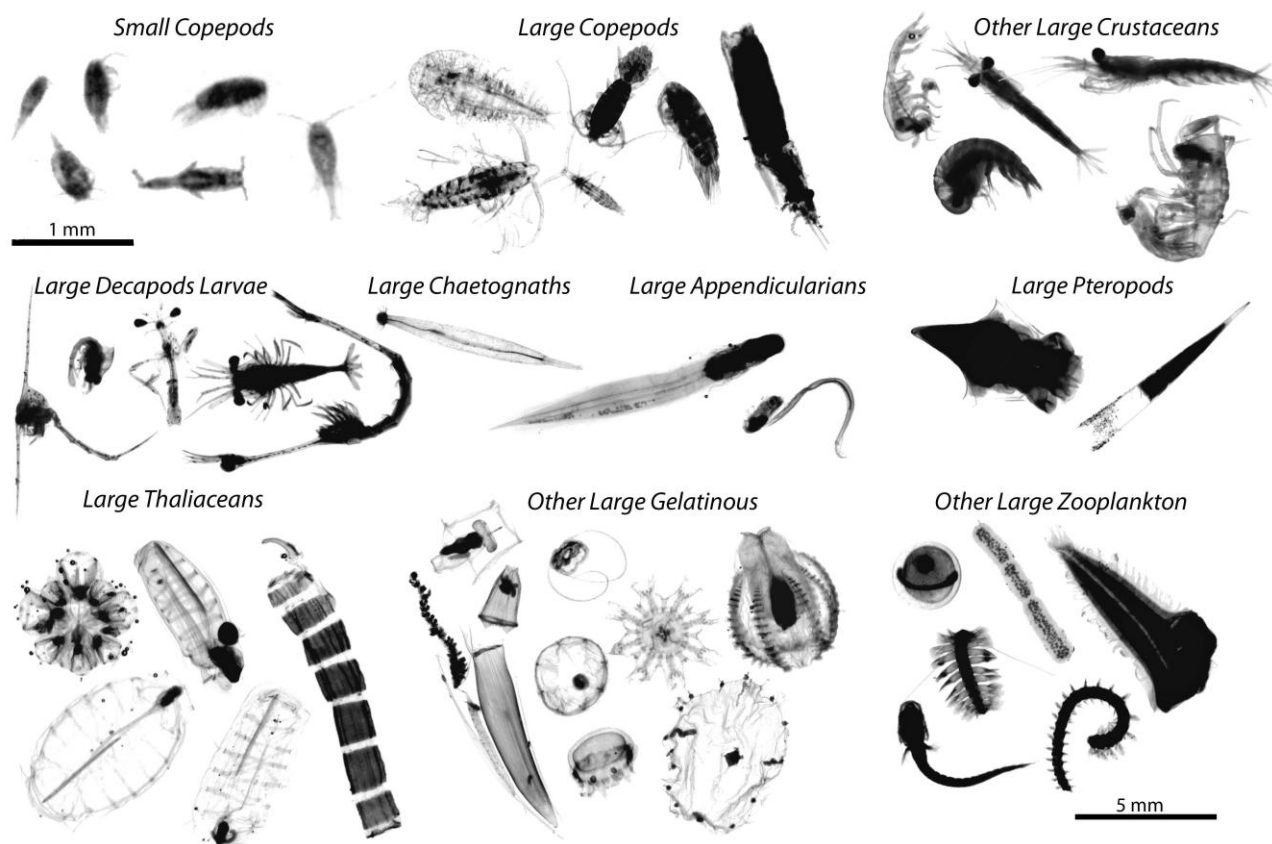 Small Copepods
Large Copepods
Other Large Crustaceans
1 mm
Large Decapods Larvae
Large Chaetognaths
Large Appendicularians
Large Pteropods
Large Thaliaceans
Other Large Gelatinous
Other Large Zooplankton
5 mm